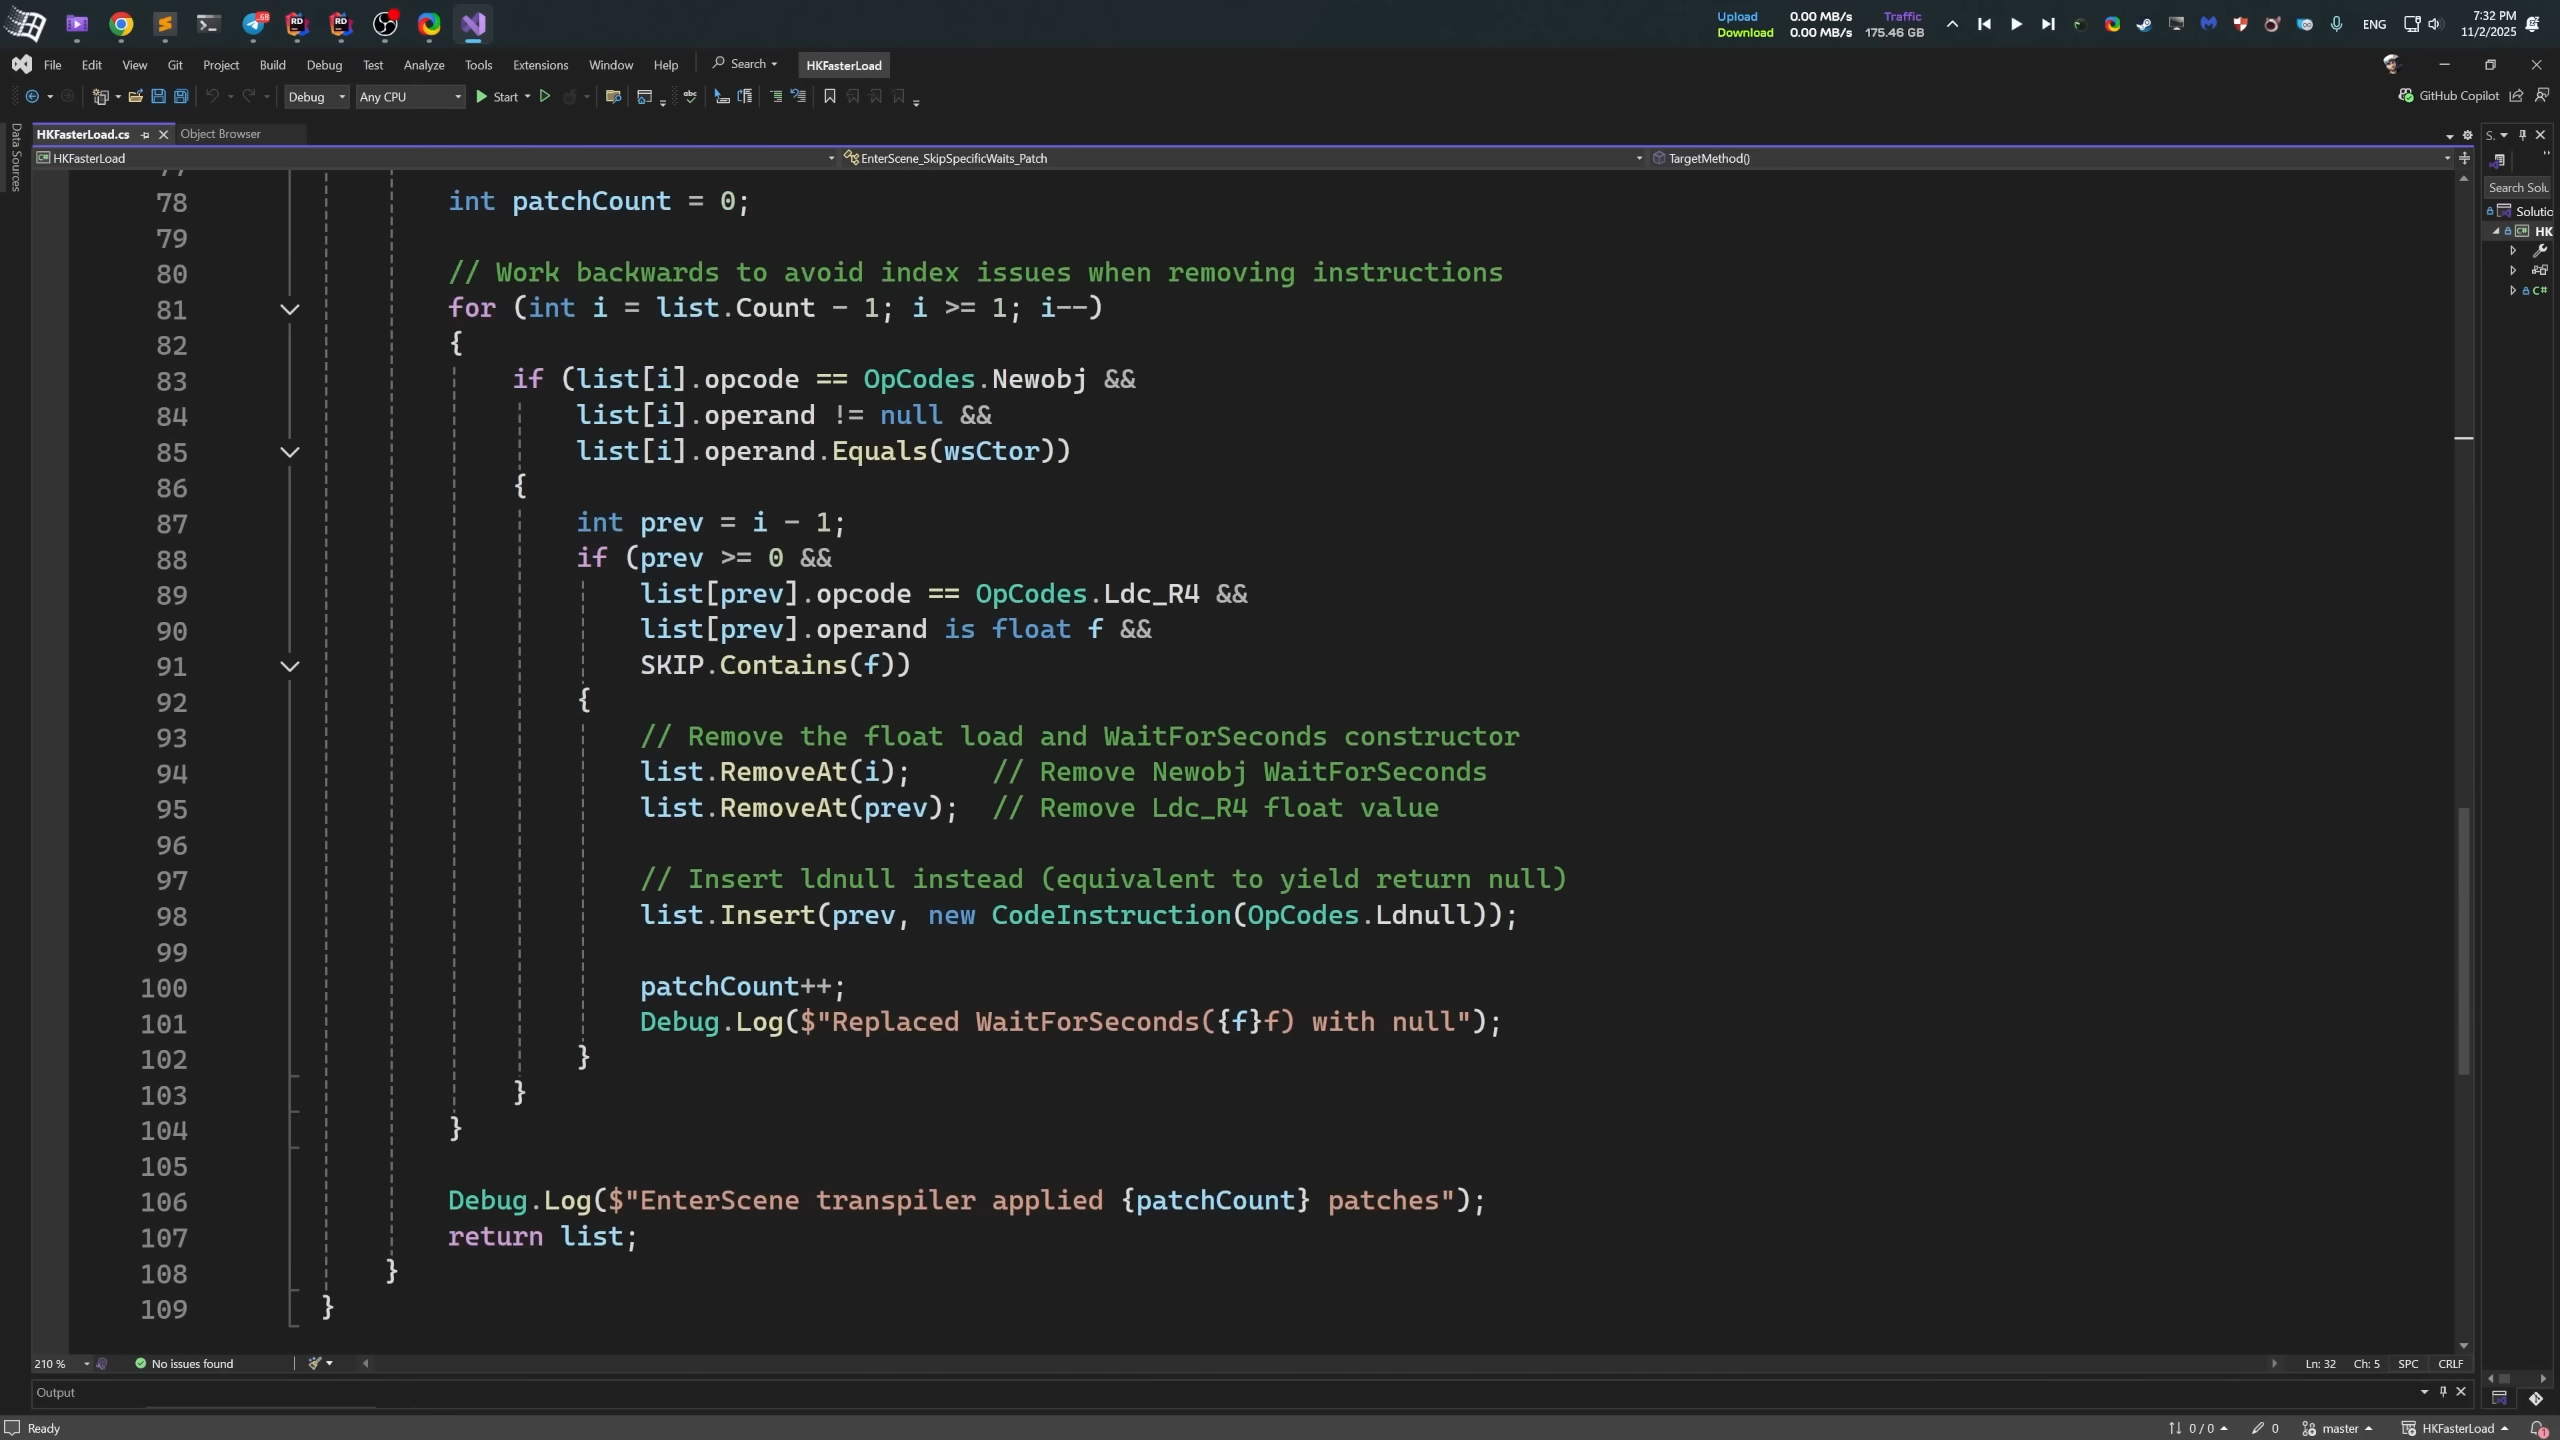 68
Upload 0.00 MB/s Traffic
Download 0.00 MB/s 175.46 GB
ENG
7:32 PM
11/2/2025
File Edit View Git Project Build Debug Test Analyze Tools Extensions Window Help Search HKFasterLoad
Debug Any CPU Start GitHub Copilot
Data Sources
HKFasterLoad.cs Object Browser
HKFasterLoad EnterScene_SkipSpecificWaits_Patch TargetMethod()
78 int patchCount = 0;
79
80 // Work backwards to avoid index issues when removing instructions
81 for (int i = list.Count - 1; i >= 1; i--)
82 {
83 if (list[i].opcode == OpCodes.Newobj &&
84 list[i].operand != null &&
85 list[i].operand.Equals(wsCtor))
86 {
87 int prev = i - 1;
88 if (prev >= 0 &&
89 list[prev].opcode == OpCodes.Ldc_R4 &&
90 list[prev].operand is float f &&
91 SKIP.Contains(f))
92 {
93 // Remove the float load and WaitForSeconds constructor
94 list.RemoveAt(i); // Remove Newobj WaitForSeconds
95 list.RemoveAt(prev); // Remove Ldc_R4 float value
96
97 // Insert ldnull instead (equivalent to yield return null)
98 list.Insert(prev, new CodeInstruction(OpCodes.Ldnull));
99
100 patchCount++;
101 Debug.Log($"Replaced WaitForSeconds({f}f) with null");
102 }
103 }
104 }
105
106 Debug.Log($"EnterScene transpiler applied {patchCount} patches");
107 return list;
108 }
109 }
S.
Search Solu
Solutio
HK
C#
210 % No issues found Ln: 32 Ch: 5 SPC CRLF
Output
Ready 0 / 0 0 master HKFasterLoad 1